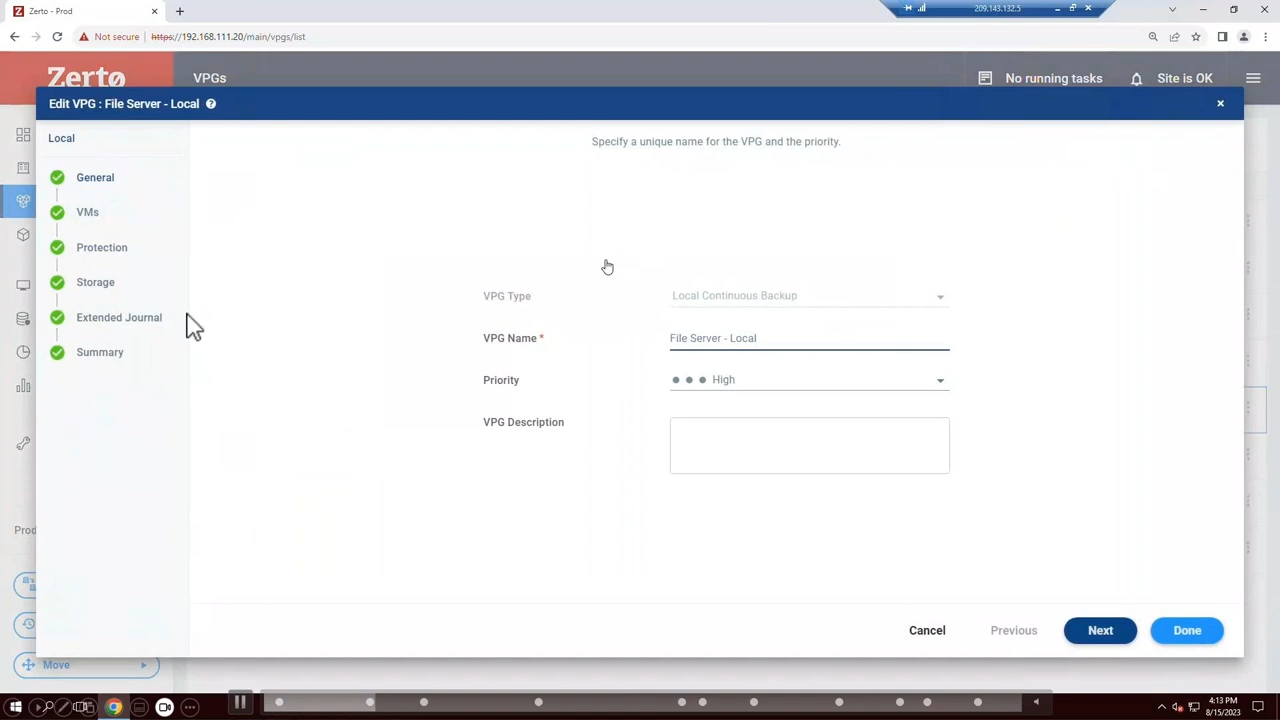 Zerto - Prod
209.143.132.5
Not secure
https://192.168.111.20/main/vpgs/list
Zerto
VPGs
No running tasks
Site is OK
Edit VPG : File Server - Local
Local
Specify a unique name for the VPG and the priority.
General
VMs
Protection
Storage
Extended Journal
Summary
VPG Type
Local Continuous Backup
VPG Name *
File Server - Local
Priority
High
VPG Description
Prod
Cancel
Previous
Next
Done
Move
4:13 PM
8/15/2023